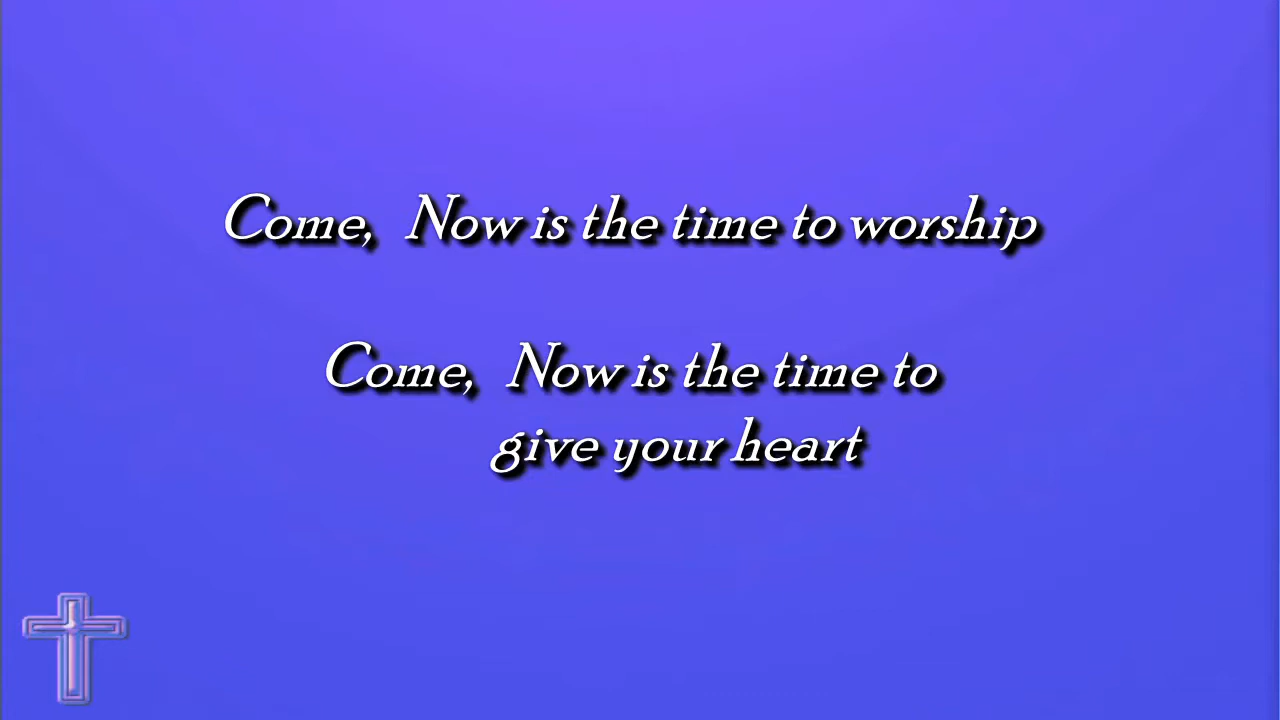 Come, Now is the time to worship
Come, Now is the time to
give your heart